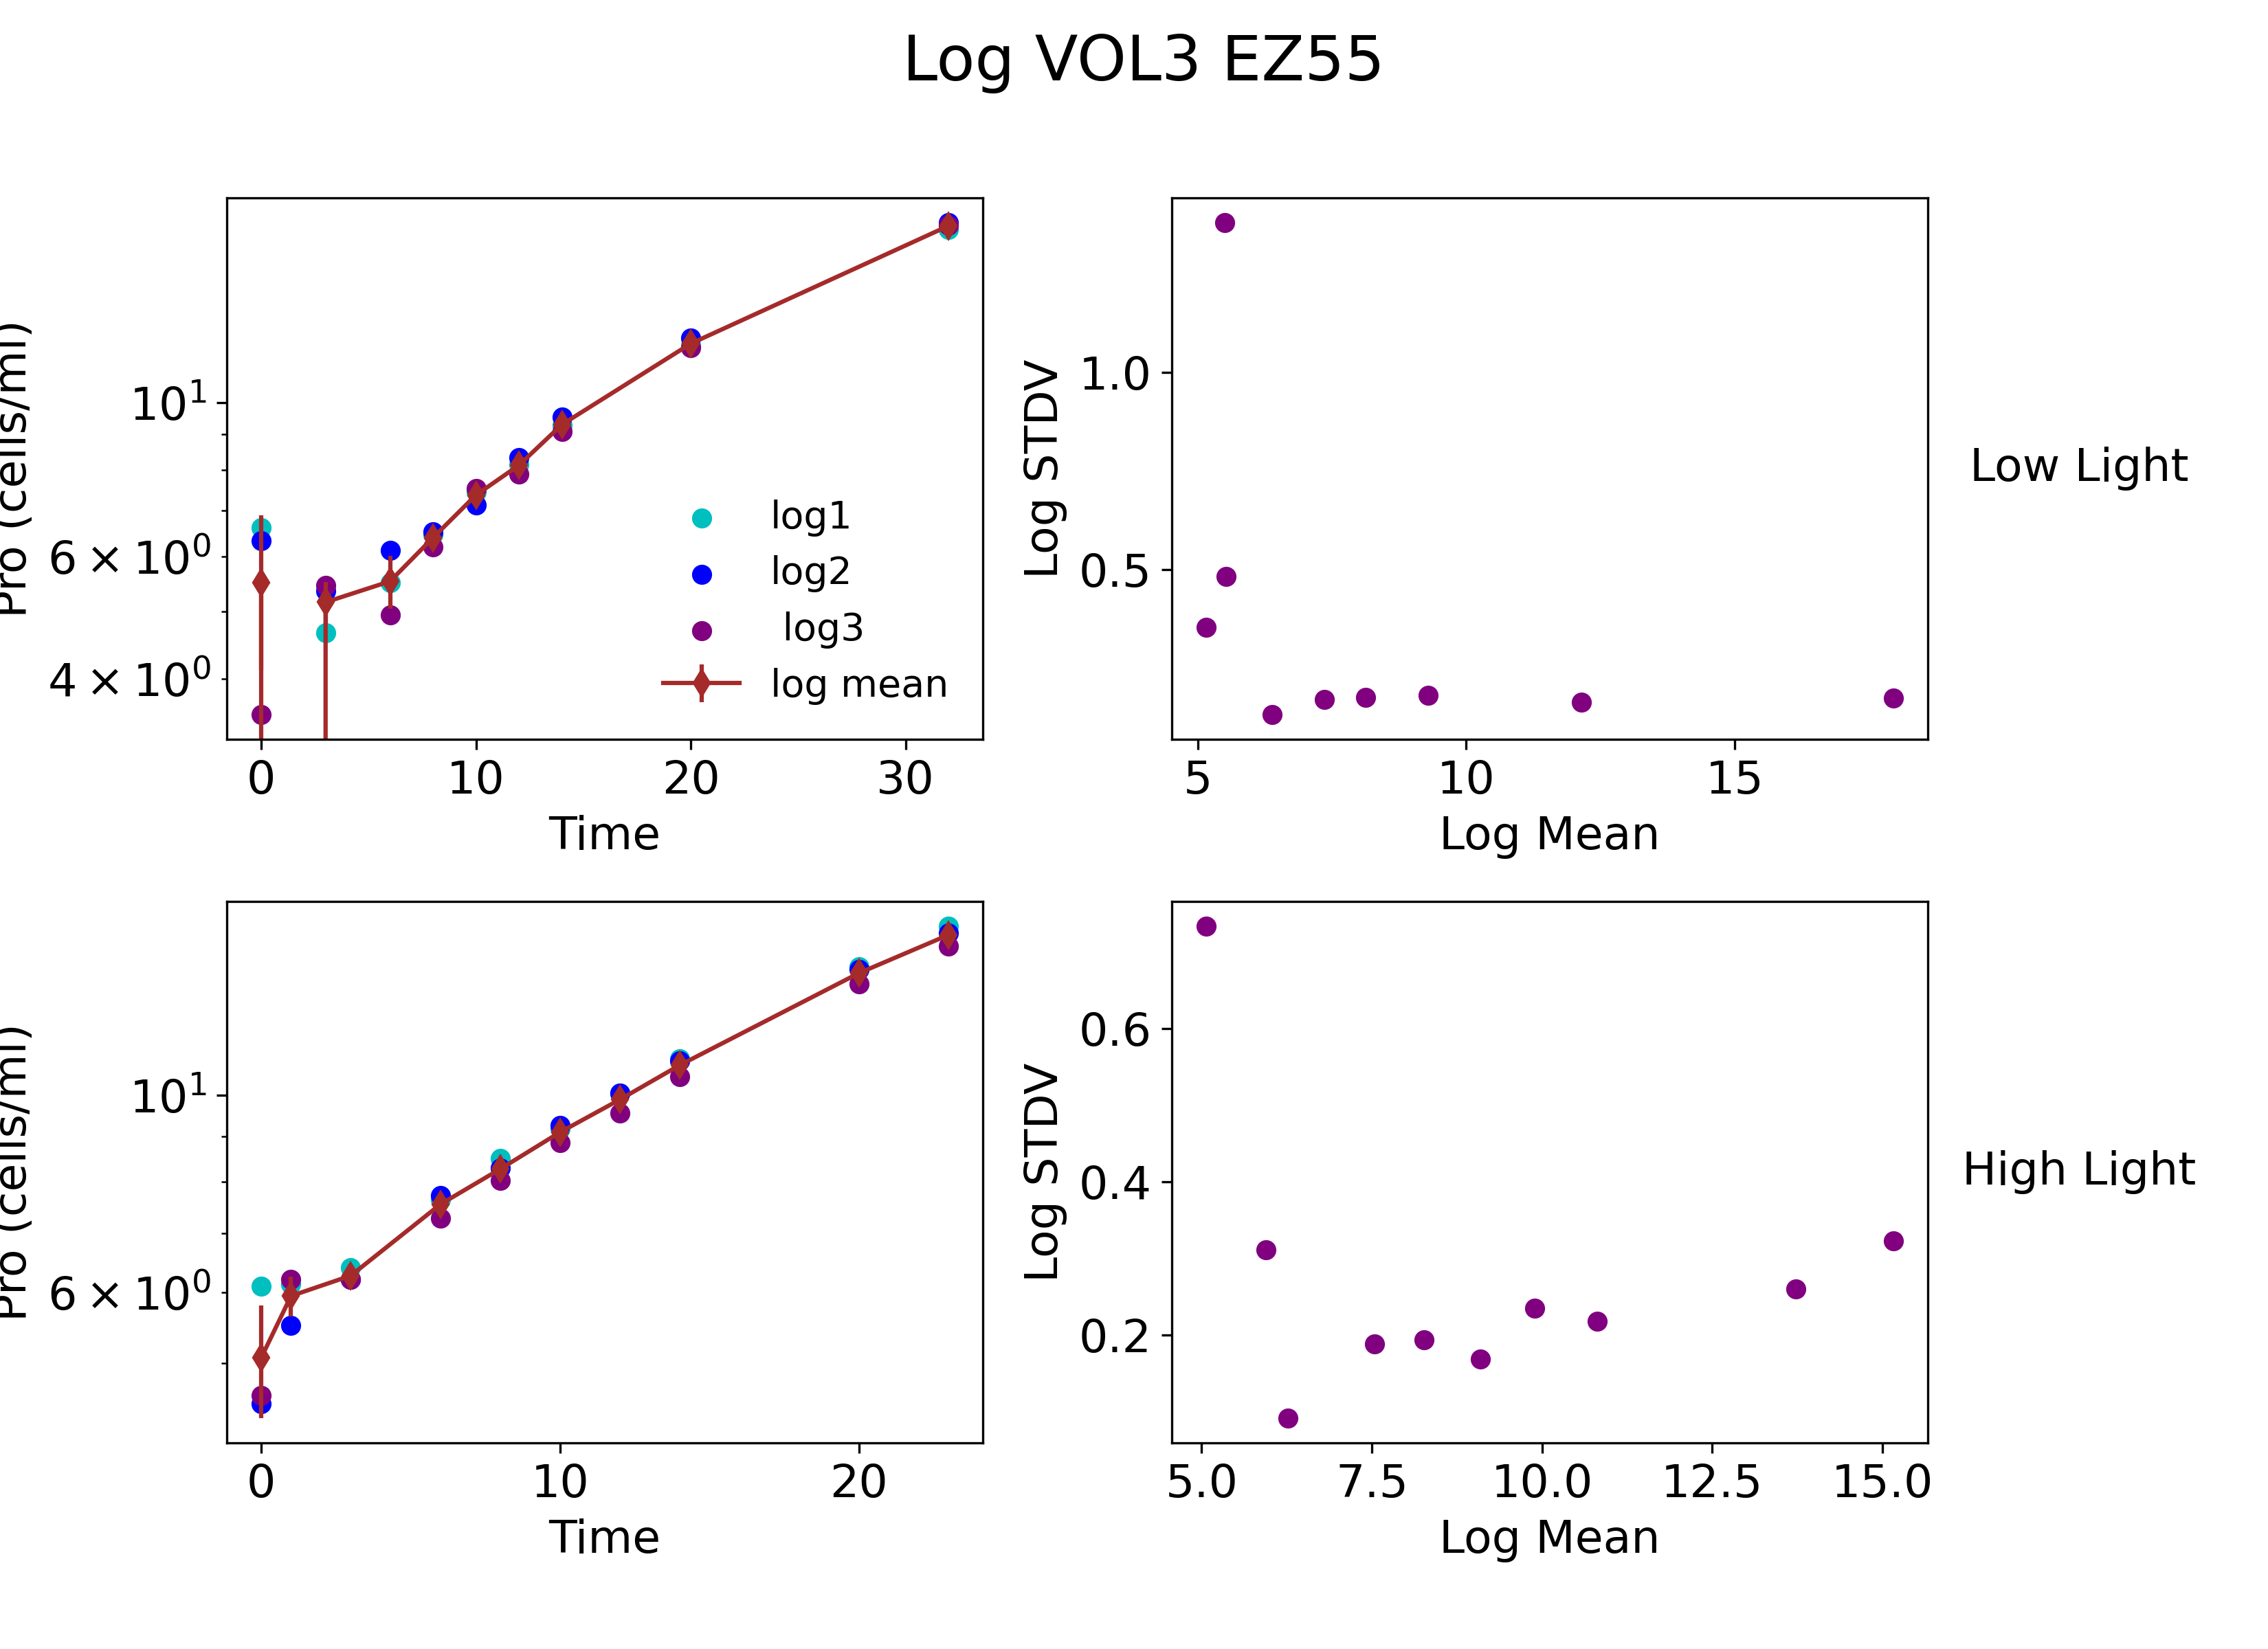 Log VOL3 EZ55
Pro (cells/ml)
10¹
6 × 10⁰
4 × 10⁰
log1
log2
log3
log mean
0 10 20 30
Time
Log STDV
1.0
0.5
5 10 15
Log Mean
Low Light
Pro (cells/ml)
10¹
6 × 10⁰
0 10 20
Time
Log STDV
0.6
0.4
0.2
5.0 7.5 10.0 12.5 15.0
Log Mean
High Light